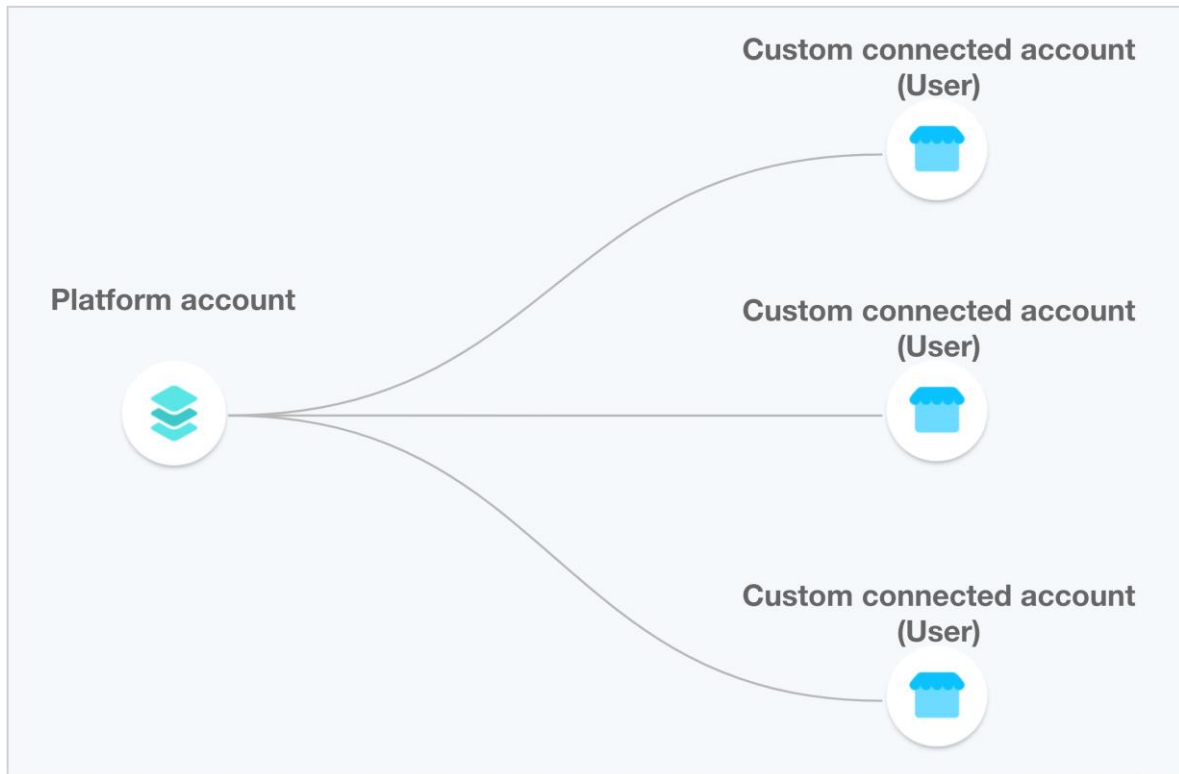 Custom connected account
(User)
Platform account
Custom connected account
(User)
Custom connected account
(User)